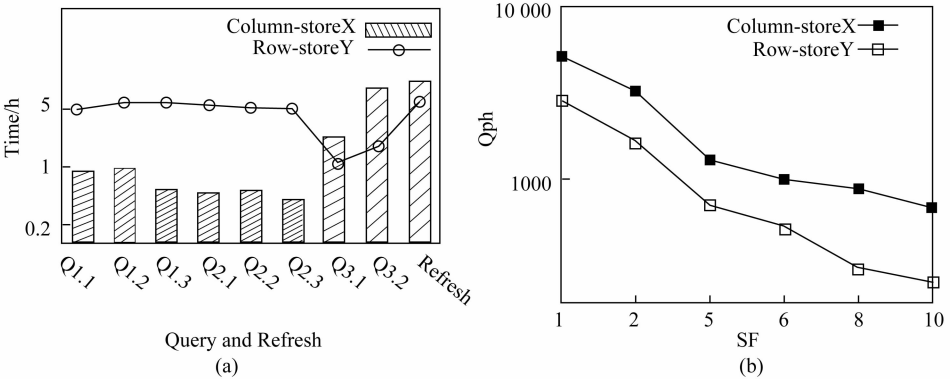 (a)
Column-storeX
Row-storeY
Time/h
5
1
0.2
Q1.1
Q1.2
Q1.3
Q2.1
Q2.2
Q2.3
Q3.1
Q3.2
Refresh
Query and Refresh
(a)
10 000
Column-storeX
Row-storeY
Qph
1000
1
2
5
6
8
10
SF
(b)